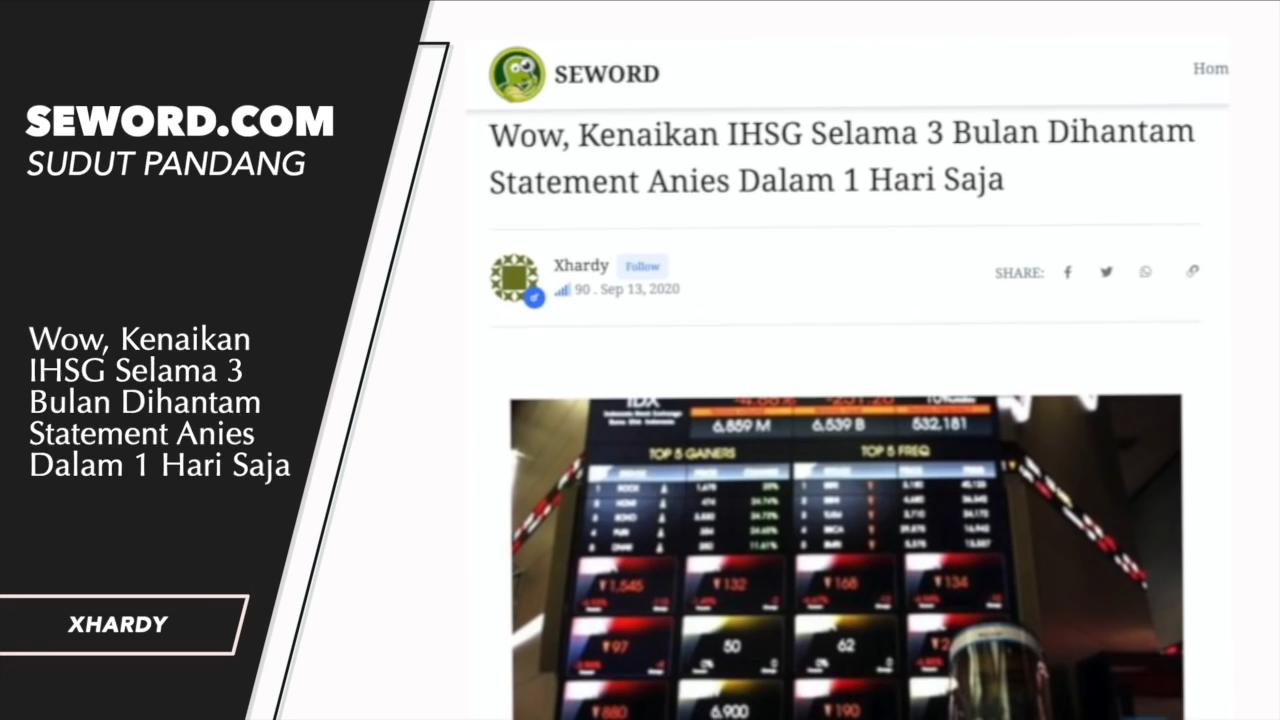 SEWORD.COM
SUDUT PANDANG
Wow, Kenaikan
IHSG Selama 3
Bulan Dihantam
Statement Anies
Dalam 1 Hari Saja
XHARDY
SEWORD
Hom
Wow, Kenaikan IHSG Selama 3 Bulan Dihantam
Statement Anies Dalam 1 Hari Saja
Xhardy Follow
90 . Sep 13, 2020
SHARE:
IDX
6,859 M 6,539 B 532,181
TOP 5 GAINERS TOP 5 FREQ
1,545 132 168 134
97 50 62
880 6,900 190